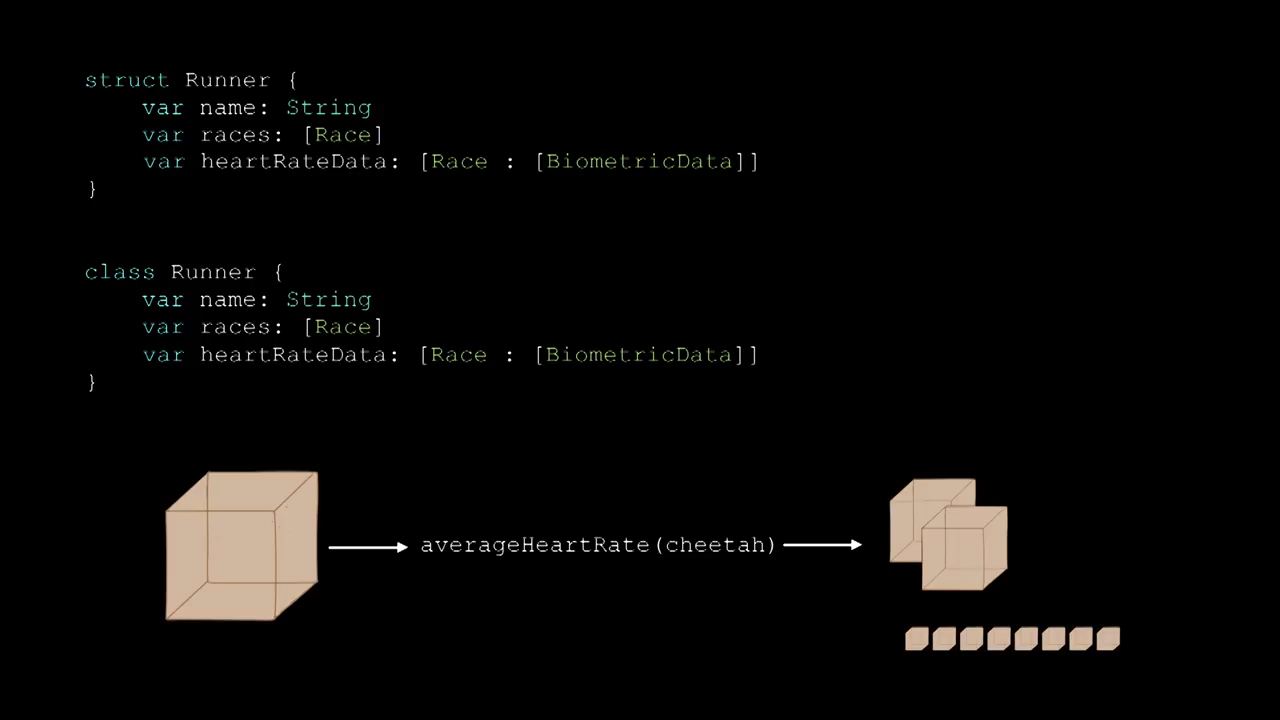 struct Runner {
var name: String
var races: [Race]
var heartRateData: [Race : [BiometricData]]
}
class Runner {
var name: String
var races: [Race]
var heartRateData: [Race : [BiometricData]]
}
averageHeartRate(cheetah)